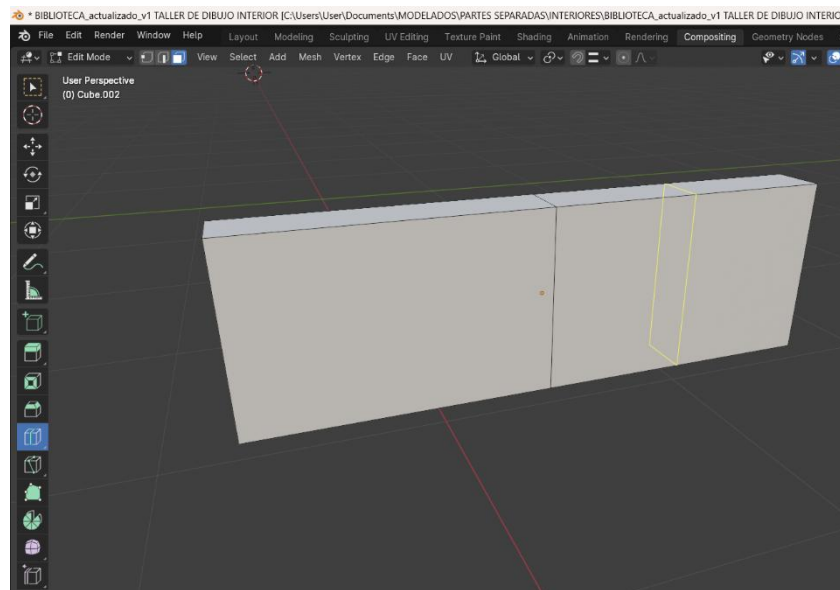 * BIBLIOTECA_actualizado_v1 TALLER DE DIBUJO INTERIOR [C:\Users\User\Documents\MODELADOS\PARTES SEPARADAS\INTERIORES\BIBLIOTECA_actualizado_v1 TALLER DE DIBUJO INTERIO
File Edit Render Window Help Layout Modeling Sculpting UV Editing Texture Paint Shading Animation Rendering Compositing Geometry Nodes
Edit Mode View Select Add Mesh Vertex Edge Face UV Global
User Perspective
(0) Cube.002